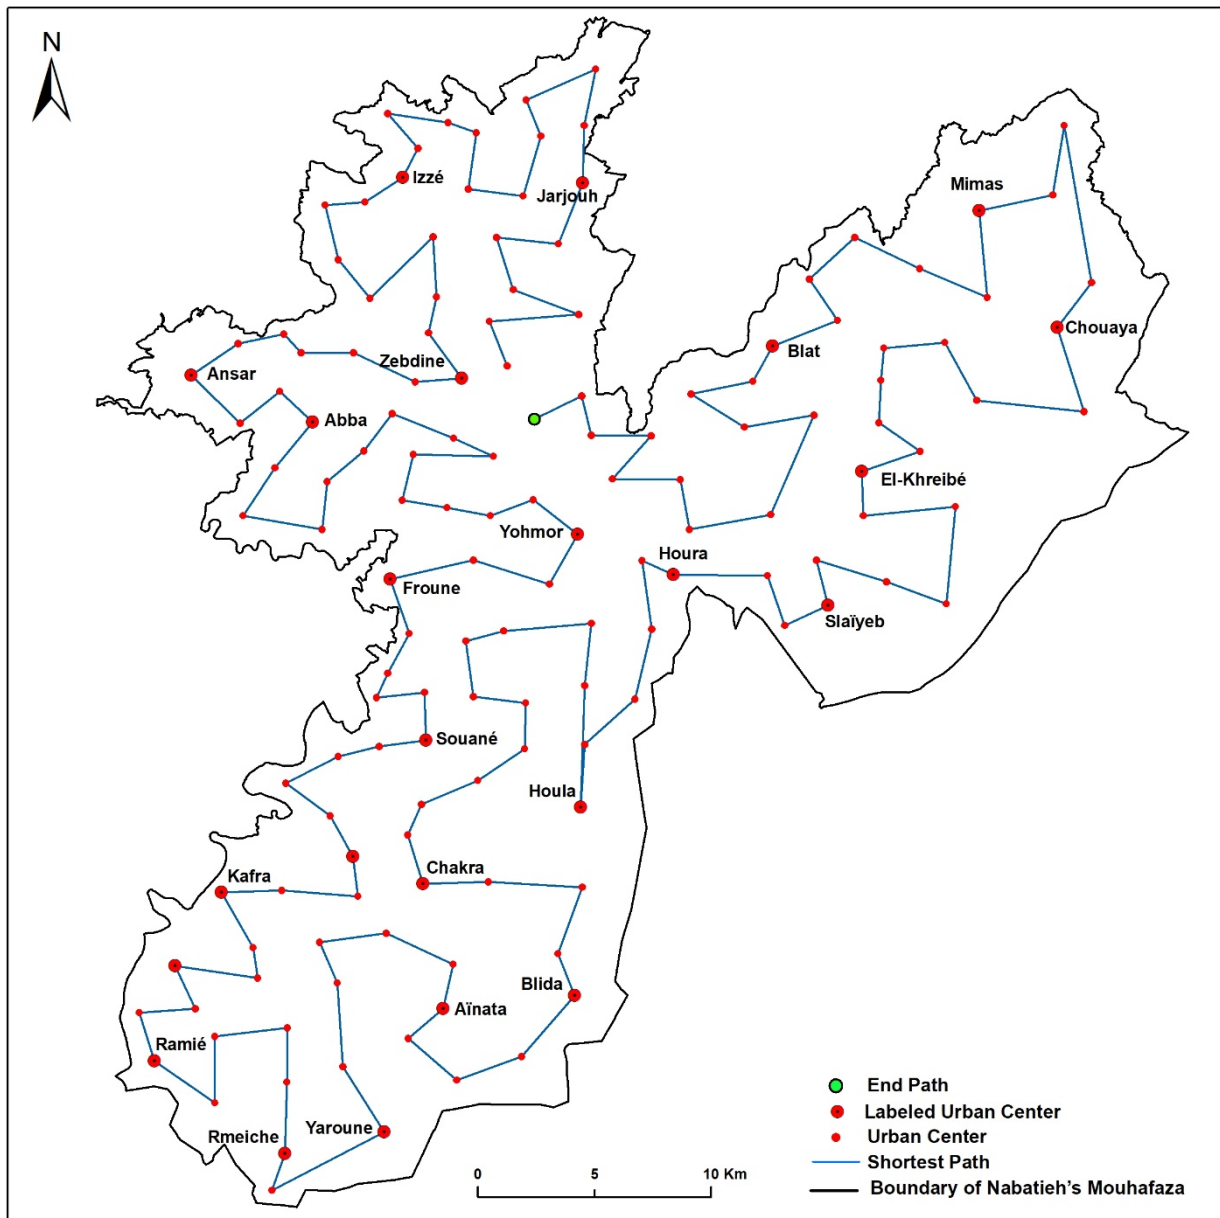 N
Izzé
Jarjouh
Mimas
Chouaya
Blat
Zebdine
Ansar
Abba
El-Khreibé
Yohmor
Houra
Froune
Slaïyeb
Souané
Houla
Chakra
Kafra
Blida
Aïnata
Ramié
Yaroune
Rmeiche
0 5 10 Km
End Path
Labeled Urban Center
Urban Center
Shortest Path
Boundary of Nabatieh's Mouhafaza